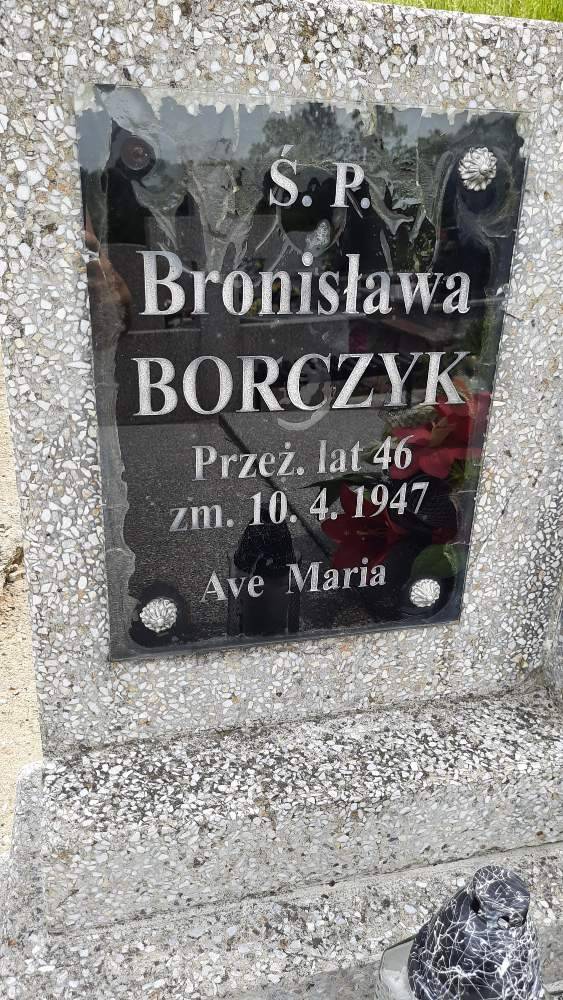 Ś. P.
Bronisława
BORCZYK
Przeż. lat 46
zm. 10. 4. 1947
Ave Maria